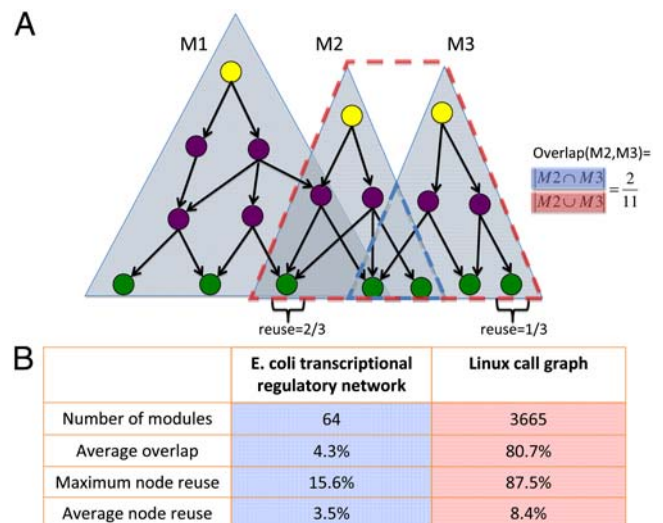 A
M1
M2
M3
Overlap(M2,M3)=
|M2∩M3|
|M2∪M3|
= 2
11
reuse=2/3
reuse=1/3
B
E. coli transcriptional
regulatory network
Linux call graph
Number of modules 64 3665
Average overlap 4.3% 80.7%
Maximum node reuse 15.6% 87.5%
Average node reuse 3.5% 8.4%